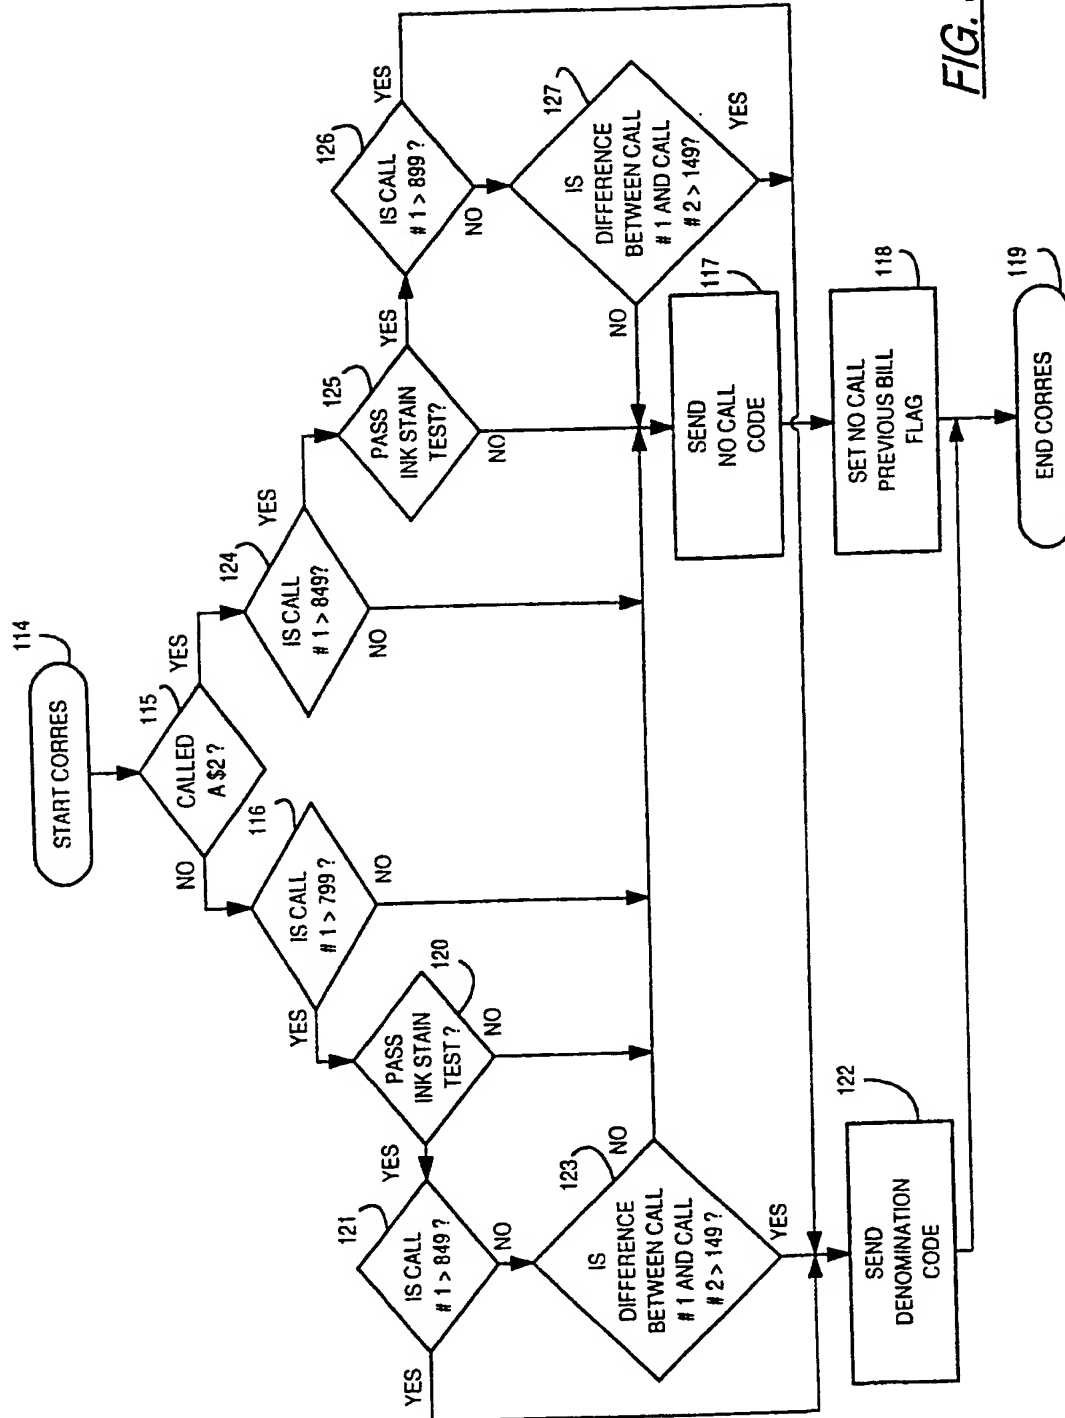 114
START CORRES
115
CALLED
A $2 ?
NO
YES
116
IS CALL
# 1 > 799 ?
YES
NO
124
IS CALL
# 1 > 849?
YES
NO
120
PASS
INK STAIN
TEST ?
YES
NO
125
PASS
INK STAIN
TEST?
YES
NO
121
IS CALL
# 1 > 849 ?
YES
NO
126
IS CALL
# 1 > 899 ?
YES
NO
123
IS
DIFFERENCE
BETWEEN CALL
# 1 AND CALL
# 2 > 149 ?
NO
YES
127
IS
DIFFERENCE
BETWEEN CALL
# 1 AND CALL
# 2 > 149?
NO
YES
117
SEND
NO CALL
CODE
122
SEND
DENOMINATION
CODE
118
SET NO CALL
PREVIOUS BILL
FLAG
119
END CORRES
FIG.